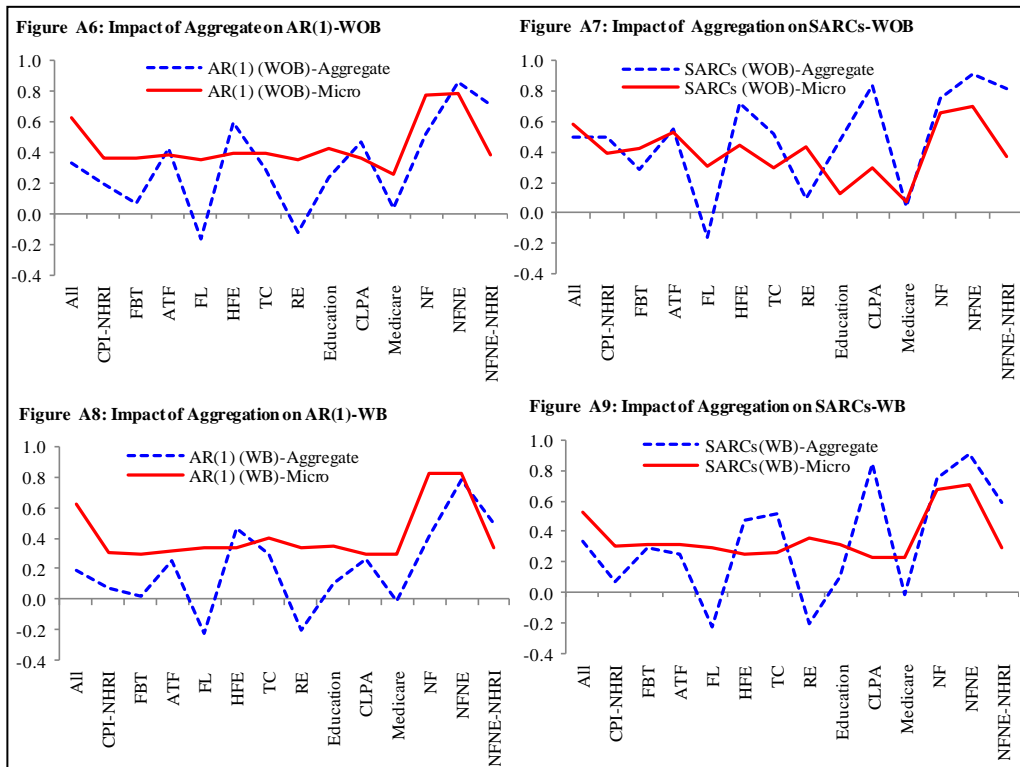 Figure A6: Impact of Aggregate on AR(1)-WOB
AR(1) (WOB)-Aggregate
AR(1) (WOB)-Micro
1.0
0.8
0.6
0.4
0.2
0.0
-0.2
-0.4
All
CPI-NHRI
FBT
ATF
FL
HFE
TC
RE
Education
CLPA
Medicare
NF
NFNE
NFNE-NHRI
Figure A7: Impact of Aggregation on SARCs-WOB
SARCs (WOB)-Aggregate
SARCs (WOB)-Micro
1.0
0.8
0.6
0.4
0.2
0.0
-0.2
-0.4
All
CPI-NHRI
FBT
ATF
FL
HFE
TC
RE
Education
CLPA
Medicare
NF
NFNE
NFNE-NHRI
Figure A8: Impact of Aggregation on AR(1)-WB
AR(1) (WB)-Aggregate
AR(1) (WB)-Micro
1.0
0.8
0.6
0.4
0.2
0.0
-0.2
-0.4
All
CPI-NHRI
FBT
ATF
FL
HFE
TC
RE
Education
CLPA
Medicare
NF
NFNE
NFNE-NHRI
Figure A9: Impact of Aggregation on SARCs-WB
SARCs(WB)-Aggregate
SARCs(WB)-Micro
1.0
0.8
0.6
0.4
0.2
0.0
-0.2
-0.4
All
CPI-NHRI
FBT
ATF
FL
HFE
TC
RE
Education
CLPA
Medicare
NF
NFNE
NFNE-NHRI